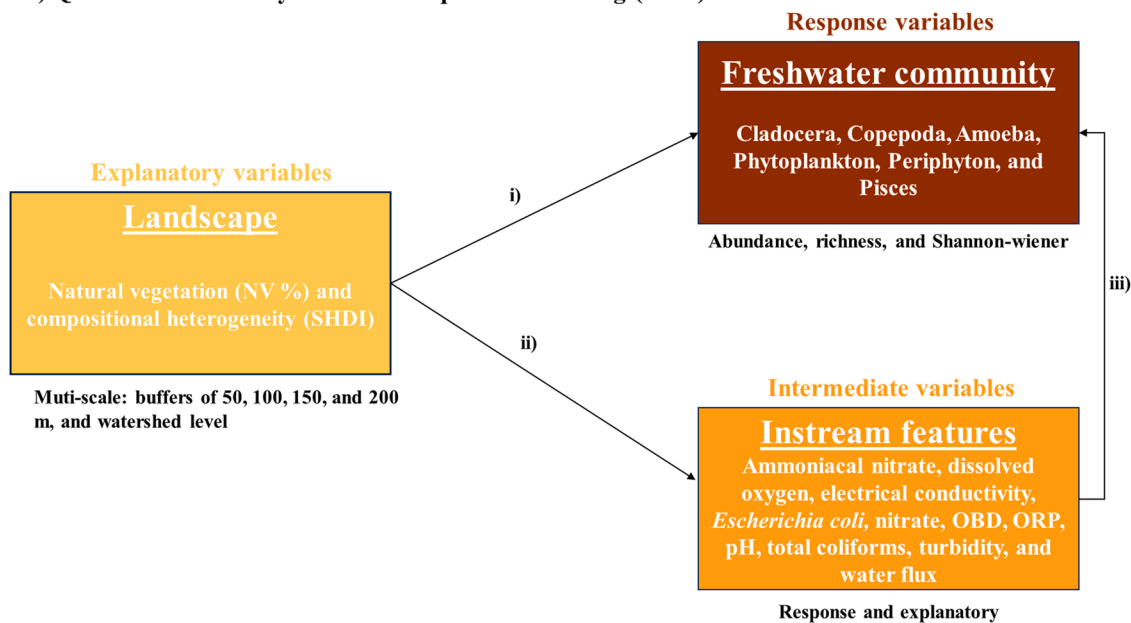 Response variables
Freshwater community
Cladocera, Copepoda, Amoeba,
Phytoplankton, Periphyton, and
Pisces
Abundance, richness, and Shannon-wiener
Explanatory variables
Landscape
Natural vegetation (NV %) and
compositional heterogeneity (SHDI)
Muti-scale: buffers of 50, 100, 150, and 200
m, and watershed level
i)
ii)
iii)
Intermediate variables
Instream features
Ammoniacal nitrate, dissolved
oxygen, electrical conductivity,
Escherichia coli, nitrate, OBD, ORP,
pH, total coliforms, turbidity, and
water flux
Response and explanatory